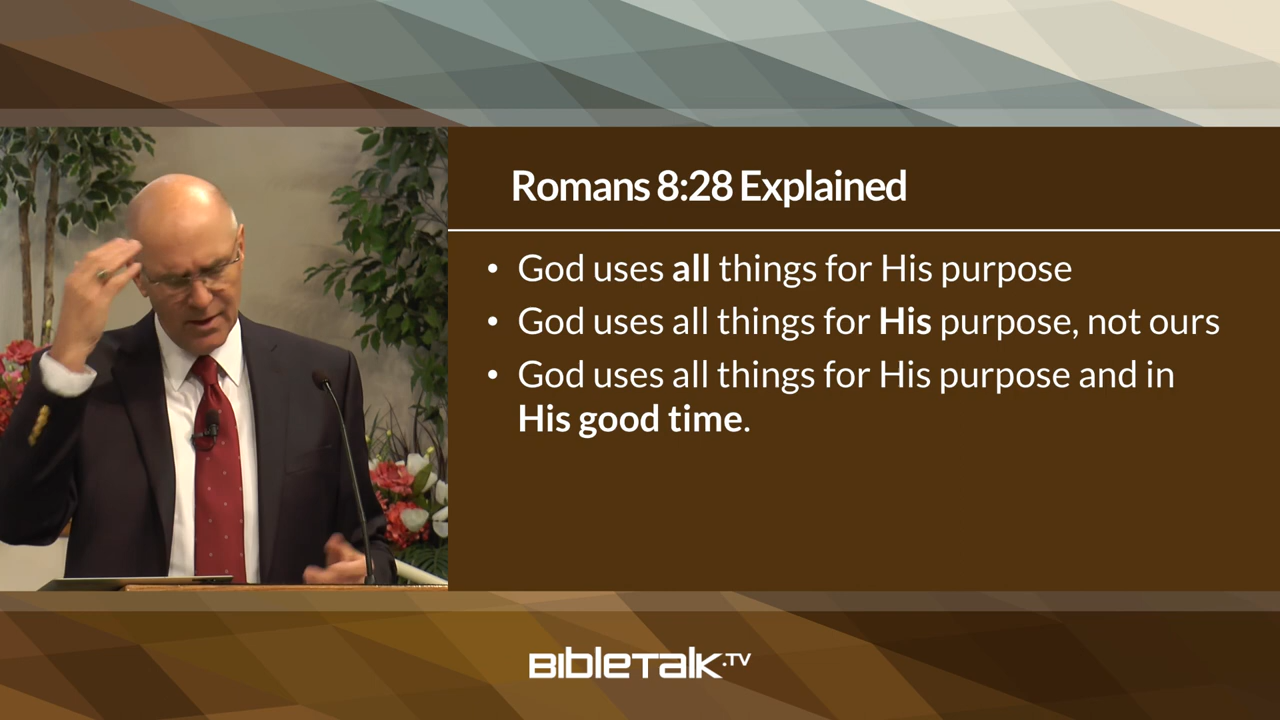 Romans 8:28 Explained
• God uses all things for His purpose
• God uses all things for His purpose, not ours
• God uses all things for His purpose and in
His good time.
BIBLETALK.TV